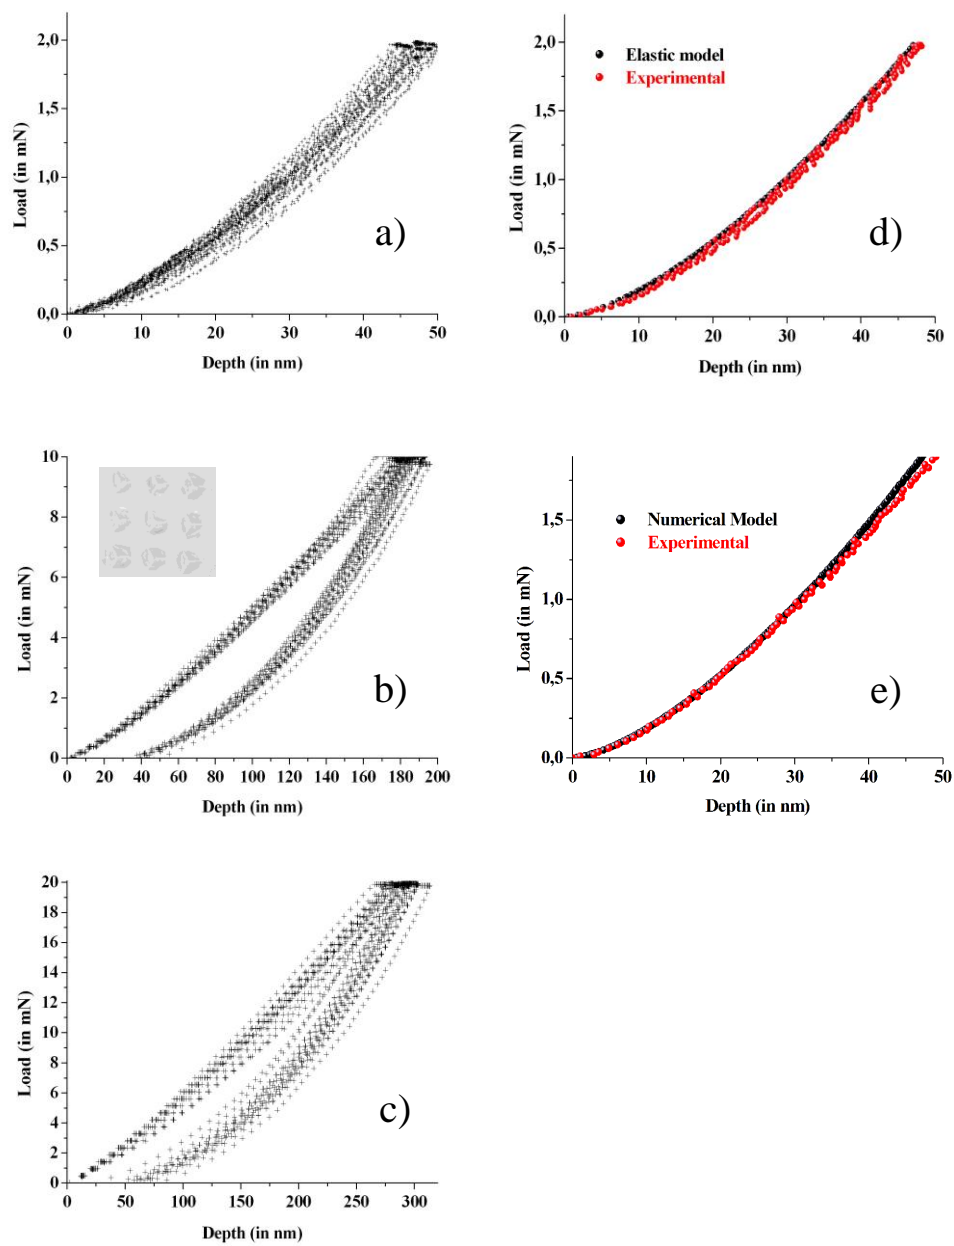 2,0
1,5
1,0
0,5
0,0
Load (in mN)
0 10 20 30 40 50
Depth (in nm)
a)
2,0
1,5
1,0
0,5
0,0
Load (in mN)
Elastic model
Experimental
0 10 20 30 40 50
Depth (in nm)
d)
10
8
6
4
2
0
Load (in mN)
0 20 40 60 80 100 120 140 160 180 200
Depth (in nm)
b)
1,5
1,0
0,5
0,0
Load (in mN)
Numerical Model
Experimental
0 10 20 30 40 50
Depth (in nm)
e)
20
18
16
14
12
10
8
6
4
2
0
Load (in mN)
0 50 100 150 200 250 300
Depth (in nm)
c)